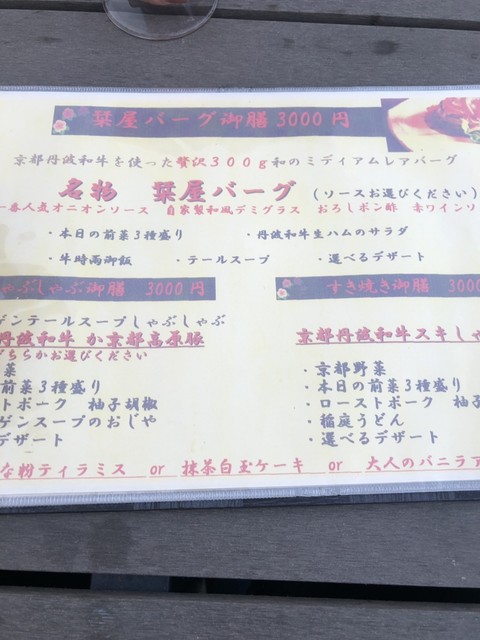 栞屋バーグ御膳 3000円
京都丹波和牛を使った贅沢300g和のミディアムレアバーグ
名物 栞屋バーグ (ソースお選びください)
一番人気オニオンソース 自家製和風デミグラス おろしポン酢 赤ワインソ
・本日の前菜3種盛り ・丹波和牛生ハムのサラダ
・牛時雨御飯 ・テールスープ ・選べるデザート
ゃぶしゃぶ御膳 3000円
ゲンテールスープしゃぶしゃぶ
丹波和牛 か京都高原豚
どちらかお選びください
菜
前菜3種盛り
ストポーク 柚子胡椒
ゲンスープのおじや
デザート
すき焼き御膳 3000
京都丹波和牛スキしゃ
・京都野菜
・本日の前菜3種盛り
・ローストポーク 柚子
・稲庭うどん
・選べるデザート
な粉ティラミス or 抹茶白玉ケーキ or 大人のバニラア